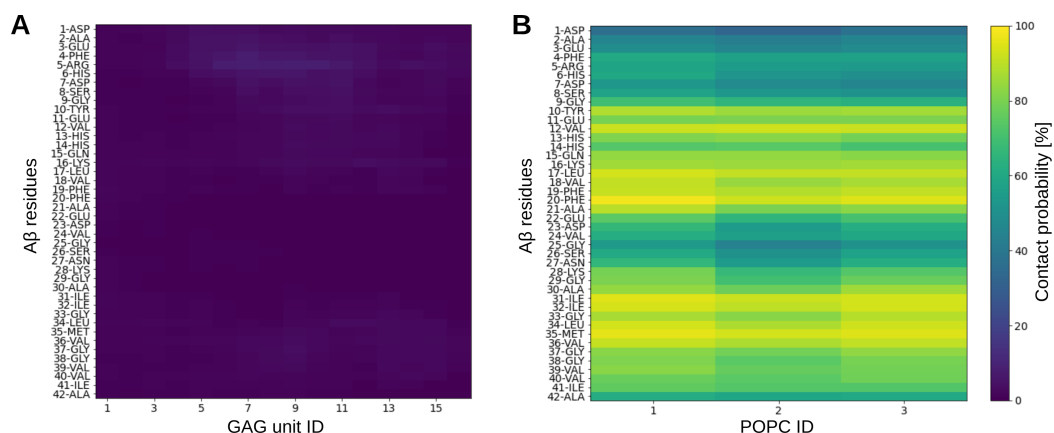 A
1-ASP
2-ALA
3-GLU
4-PHE
5-ARG
6-HIS
7-ASP
8-SER
9-GLY
10-TYR
11-GLU
12-VAL
13-HIS
14-HIS
15-GLN
16-LYS
17-LEU
18-VAL
19-PHE
20-PHE
21-ALA
22-GLU
23-ASP
24-VAL
25-GLY
26-SER
27-ASN
28-LYS
29-GLY
30-ALA
31-ILE
32-ILE
33-GLY
34-LEU
35-MET
36-VAL
37-GLY
38-GLY
39-VAL
40-VAL
41-ILE
42-ALA
Aβ residues
1 3 5 7 9 11 13 15
GAG unit ID
B
1-ASP
2-ALA
3-GLU
4-PHE
5-ARG
6-HIS
7-ASP
8-SER
9-GLY
10-TYR
11-GLU
12-VAL
13-HIS
14-HIS
15-GLN
16-LYS
17-LEU
18-VAL
19-PHE
20-PHE
21-ALA
22-GLU
23-ASP
24-VAL
25-GLY
26-SER
27-ASN
28-LYS
29-GLY
30-ALA
31-ILE
32-ILE
33-GLY
34-LEU
35-MET
36-VAL
37-GLY
38-GLY
39-VAL
40-VAL
41-ILE
42-ALA
Aβ residues
1 2 3
POPC ID
100
80
60
40
20
0
Contact probability [%]